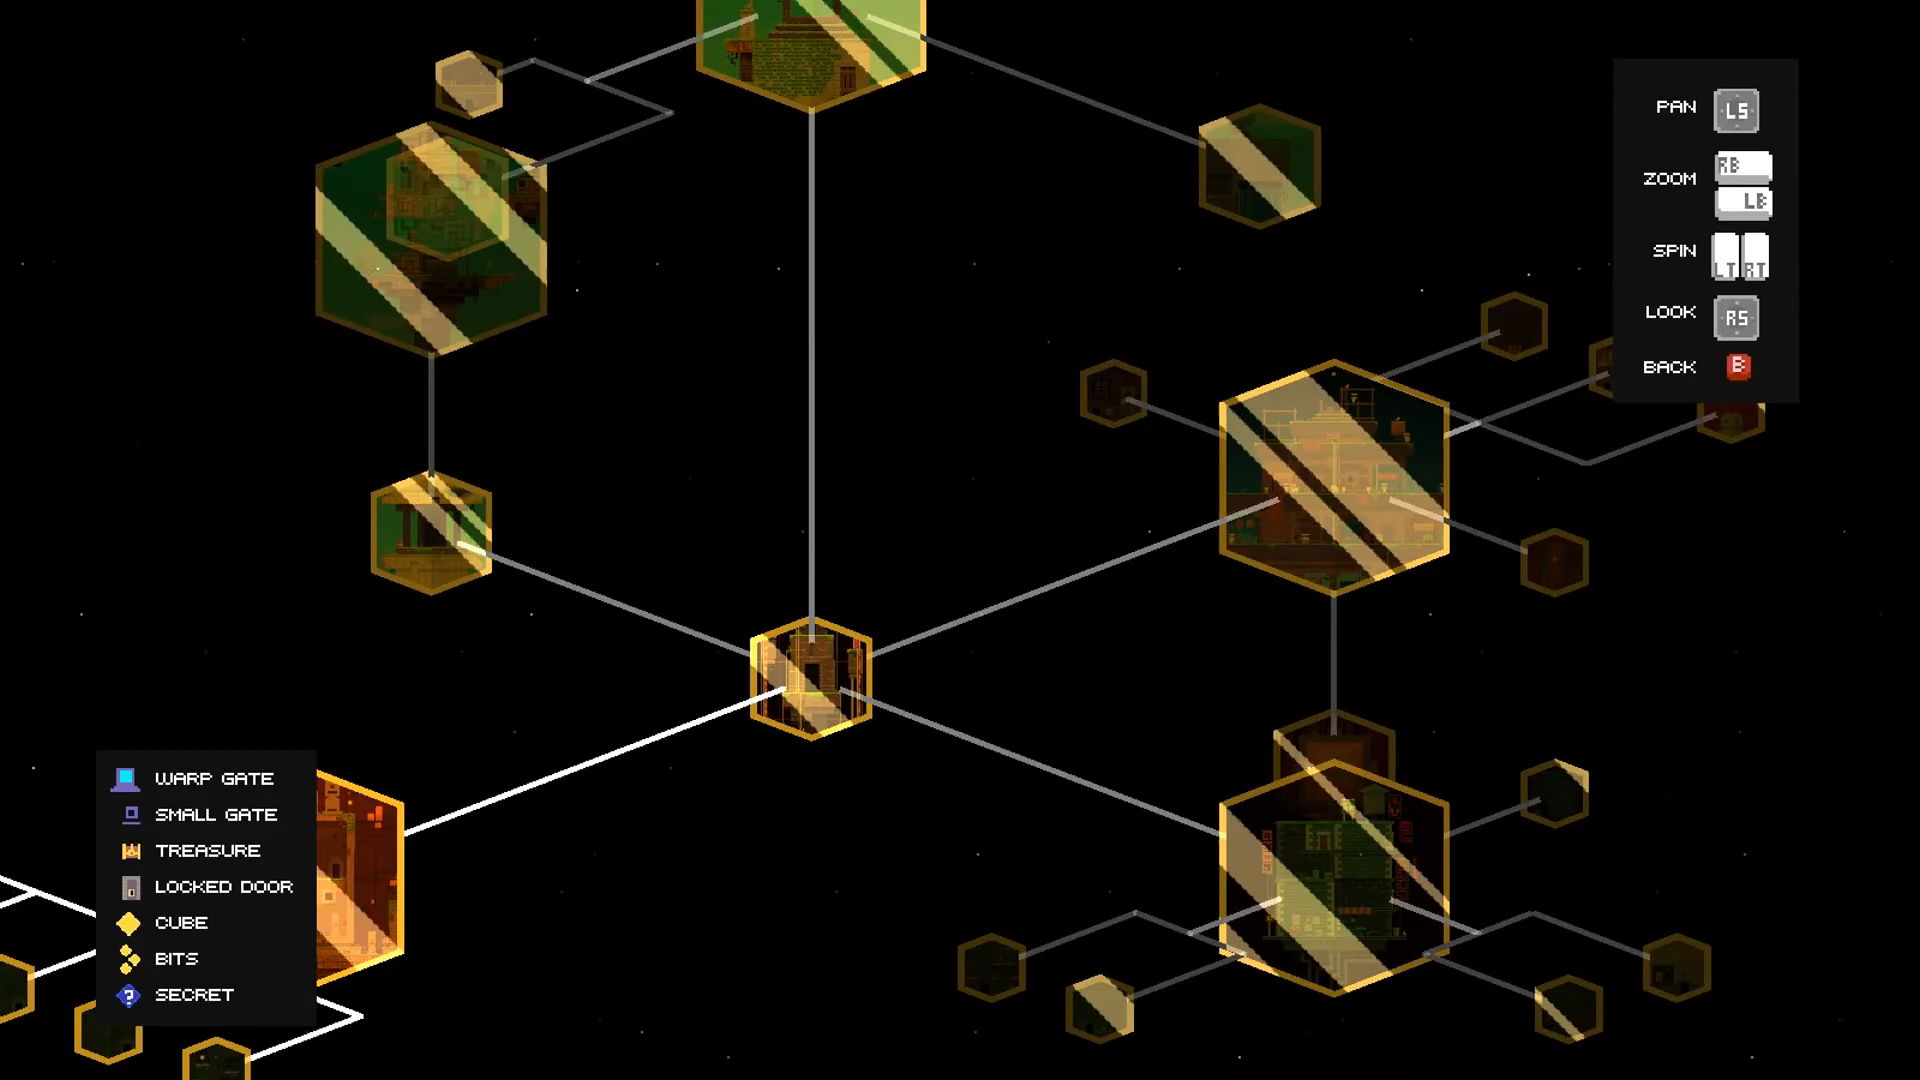 PAN LS
ZOOM RB
LB
SPIN LT RT
LOOK RS
BACK B
WARP GATE
SMALL GATE
TREASURE
LOCKED DOOR
CUBE
BITS
? SECRET